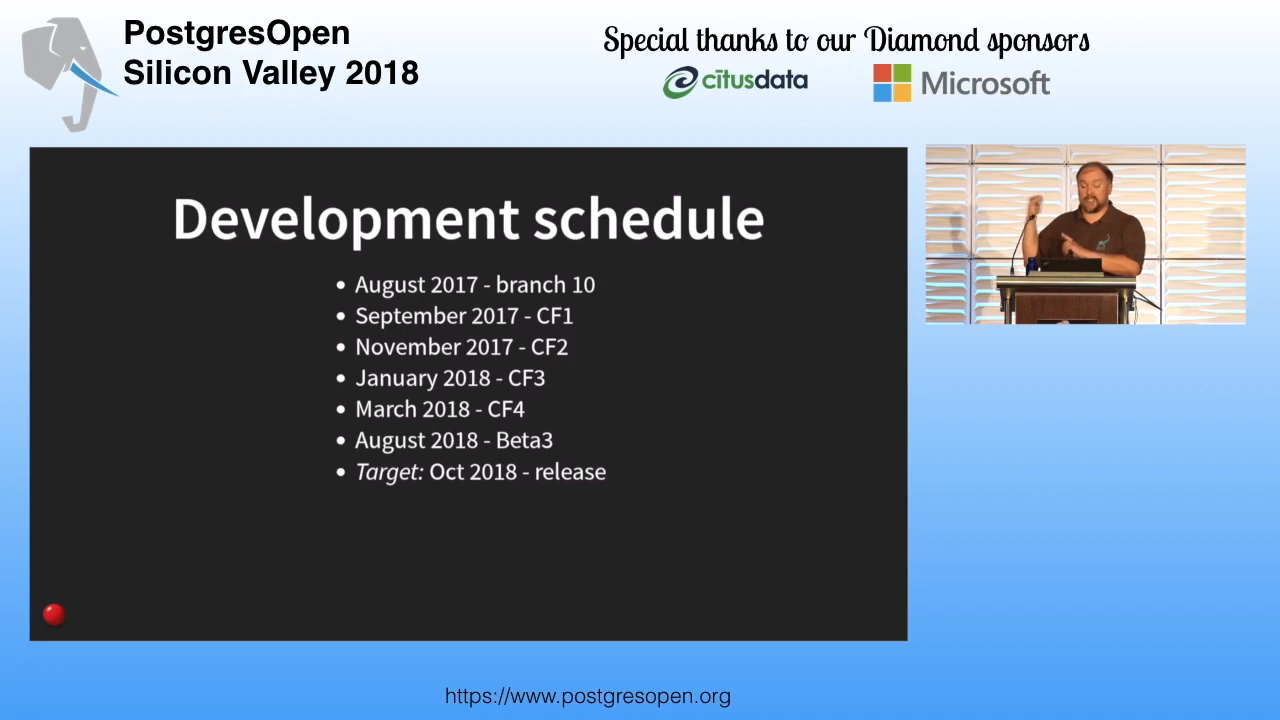 PostgresOpen
Silicon Valley 2018
Special thanks to our Diamond sponsors
citusdata
Microsoft
Development schedule
• August 2017 - branch 10
• September 2017 - CF1
• November 2017 - CF2
• January 2018 - CF3
• March 2018 - CF4
• August 2018 - Beta3
• Target: Oct 2018 - release
https://www.postgresopen.org